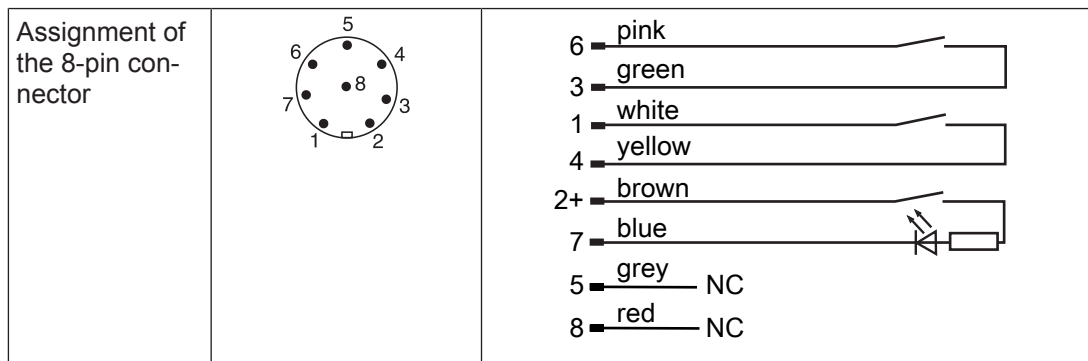 Assignment of
the 8-pin con-
nector
5
6 4
8
7 3
1 2
6 pink
3 green
1 white
4 yellow
2+ brown
7 blue
5 grey NC
8 red NC